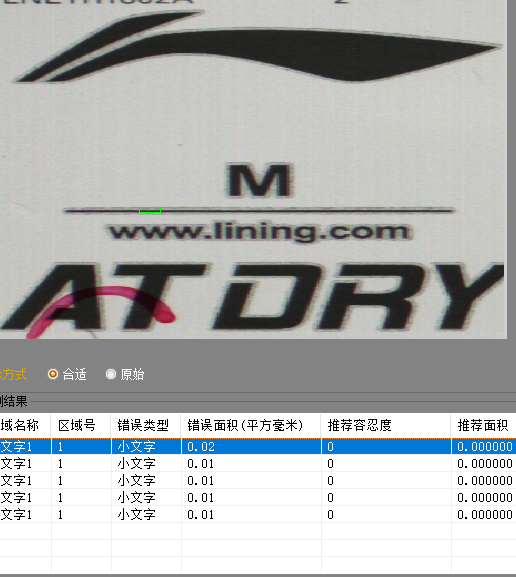 2
M
www.lining.com
AT DRY
方式 合适 原始
结果
域名称 区域号 错误类型 错误面积(平方毫米) 推荐容忍度 推荐面积
文字1 1 小文字 0.02 0 0.000000
文字1 1 小文字 0.01 0 0.000000
文字1 1 小文字 0.01 0 0.000000
文字1 1 小文字 0.01 0 0.000000
文字1 1 小文字 0.01 0 0.000000